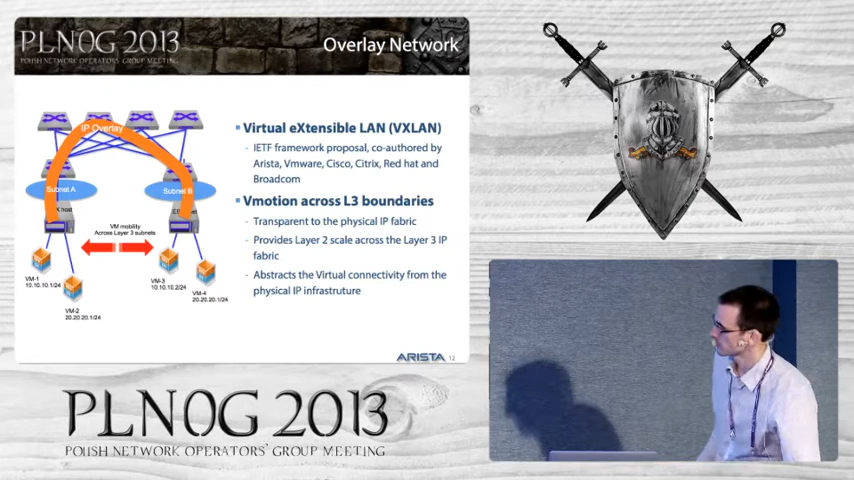 PLNOG 2013
POLISH NETWORK OPERATORS GROUP MEETING
Overlay Network
IP Overlay
Subnet A
Subnet B
host
VM mobility
Across Layer 3 subnets
VM-1
10.10.10.1/24
VM-2
20.20.20.1/24
VM-3
10.10.10.2/24
VM-4
20.20.20.1/24
Virtual eXtensible LAN (VXLAN)
- IETF framework proposal, co-authored by
Arista, Vmware, Cisco, Citrix, Red hat and
Broadcom
Vmotion across L3 boundaries
- Transparent to the physical IP fabric
- Provides Layer 2 scale across the Layer 3 IP
fabric
- Abstracts the Virtual connectivity from the
physical IP infrastruture
ARISTA 12
PLNOG 2013
POLISH NETWORK OPERATORS' GROUP MEETING